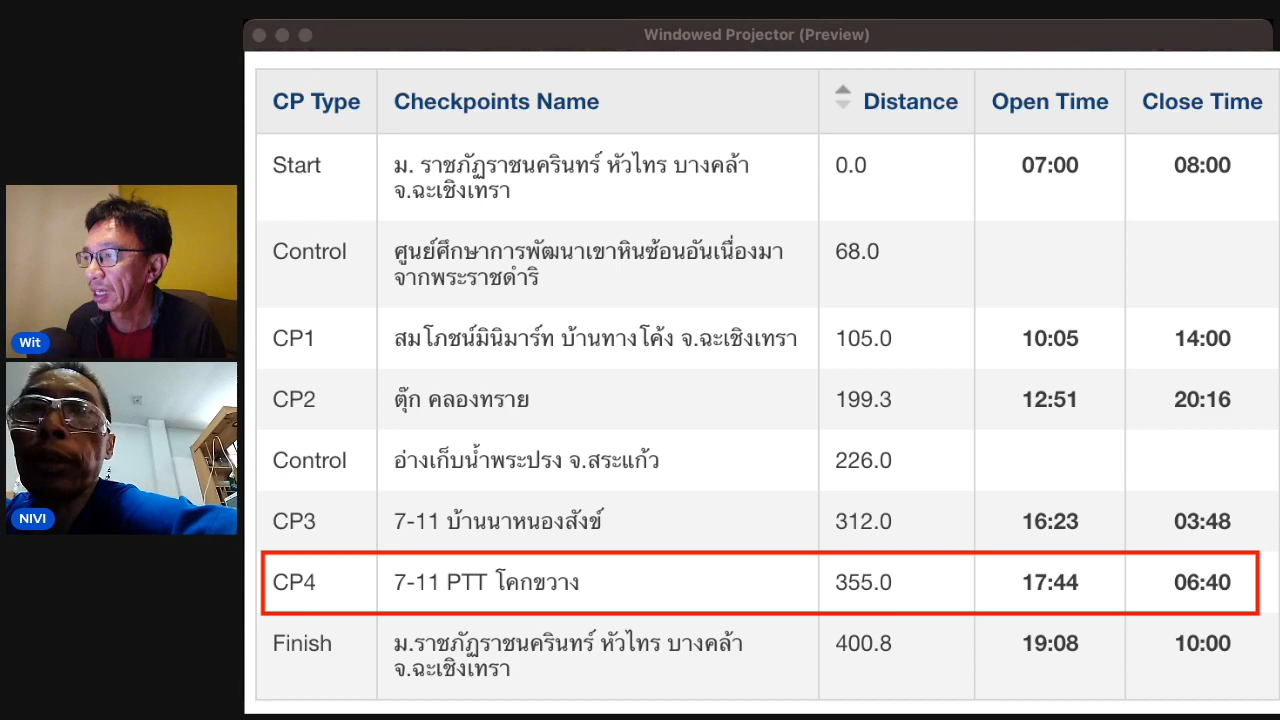 Windowed Projector (Preview)
CP Type Checkpoints Name Distance Open Time Close Time
Start ม. ราชภัฏราชนครินทร์ หัวไทร บางคล้า 0.0 07:00 08:00
จ.ฉะเชิงเทรา
Control ศูนย์ศึกษาการพัฒนาเขาหินซ้อนอันเนื่องมา 68.0
จากพระราชดำริ
CP1 สมโภชน์มินิมาร์ท บ้านทางโค้ง จ.ฉะเชิงเทรา 105.0 10:05 14:00
CP2 ตุ๊ก คลองทราย 199.3 12:51 20:16
Control อ่างเก็บน้ำพระปรง จ.สระแก้ว 226.0
CP3 7-11 บ้านนาหนองสังข์ 312.0 16:23 03:48
CP4 7-11 PTT โคกขวาง 355.0 17:44 06:40
Finish ม.ราชภัฏราชนครินทร์ หัวไทร บางคล้า 400.8 19:08 10:00
จ.ฉะเชิงเทรา
Wit
NIVI